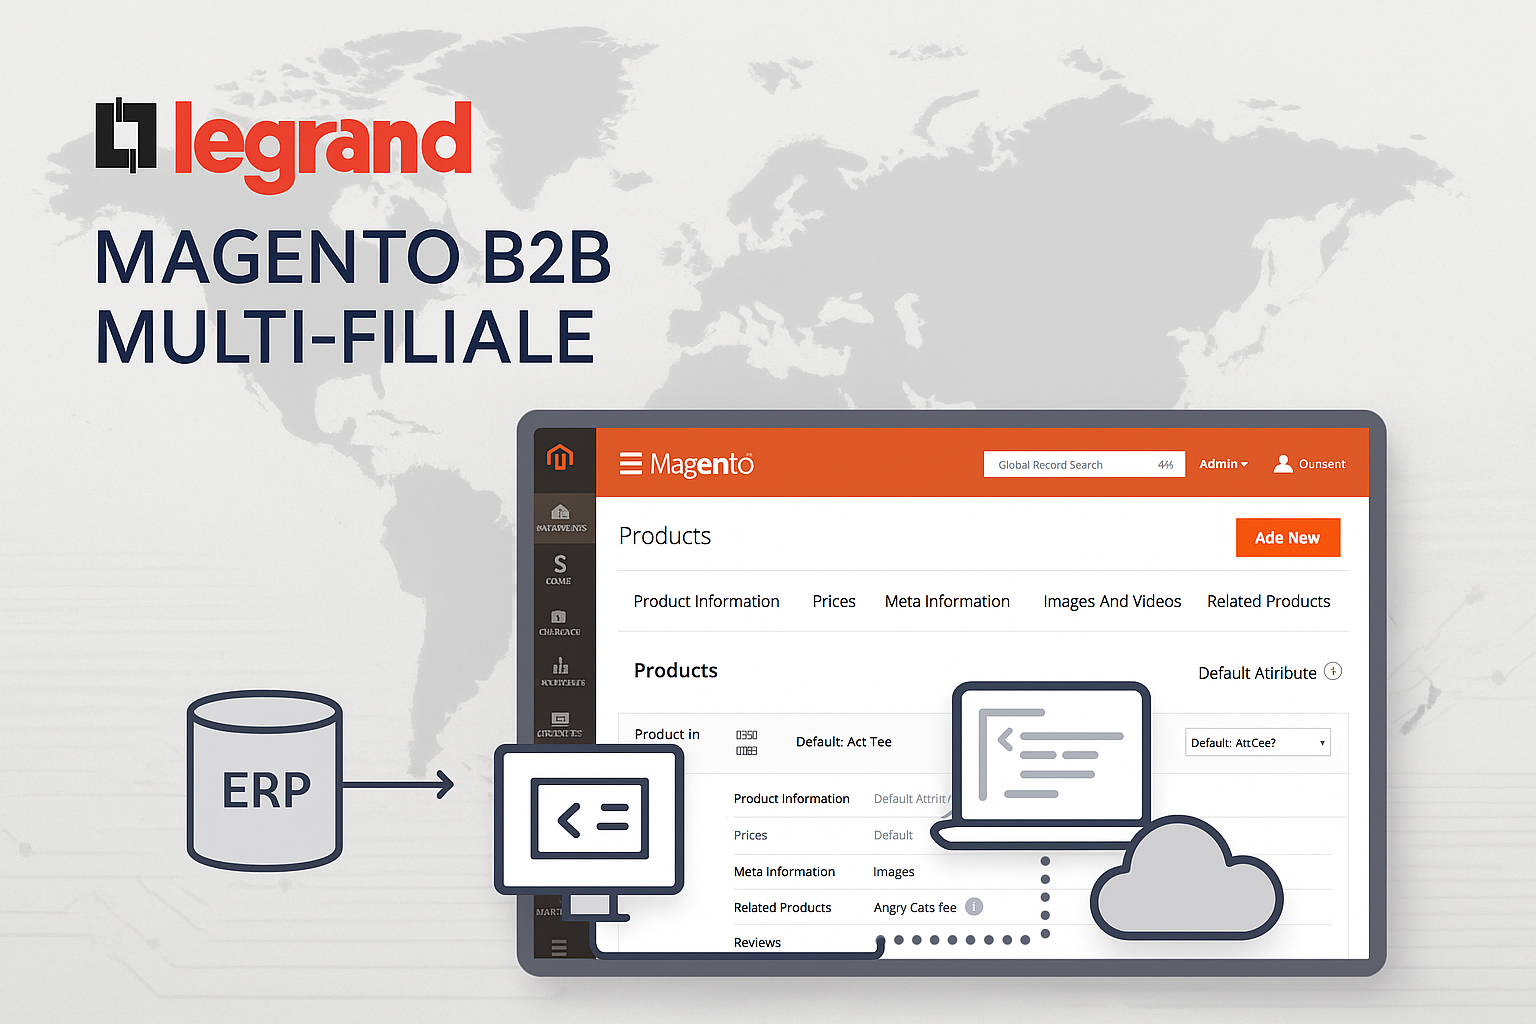 legrand
MAGENTO B2B
MULTI-FILIALE
Magento
Global Record Search
Admin
Ounsent
Products
Ade New
Product Information Prices Meta Information Images And Videos Related Products
Products
Default Atiribute
Product in
Default: Act Tee
Default: AttCee?
Product Information
Prices Default
Meta Information Images
Related Products Angry Cats fee
Reviews
ERP